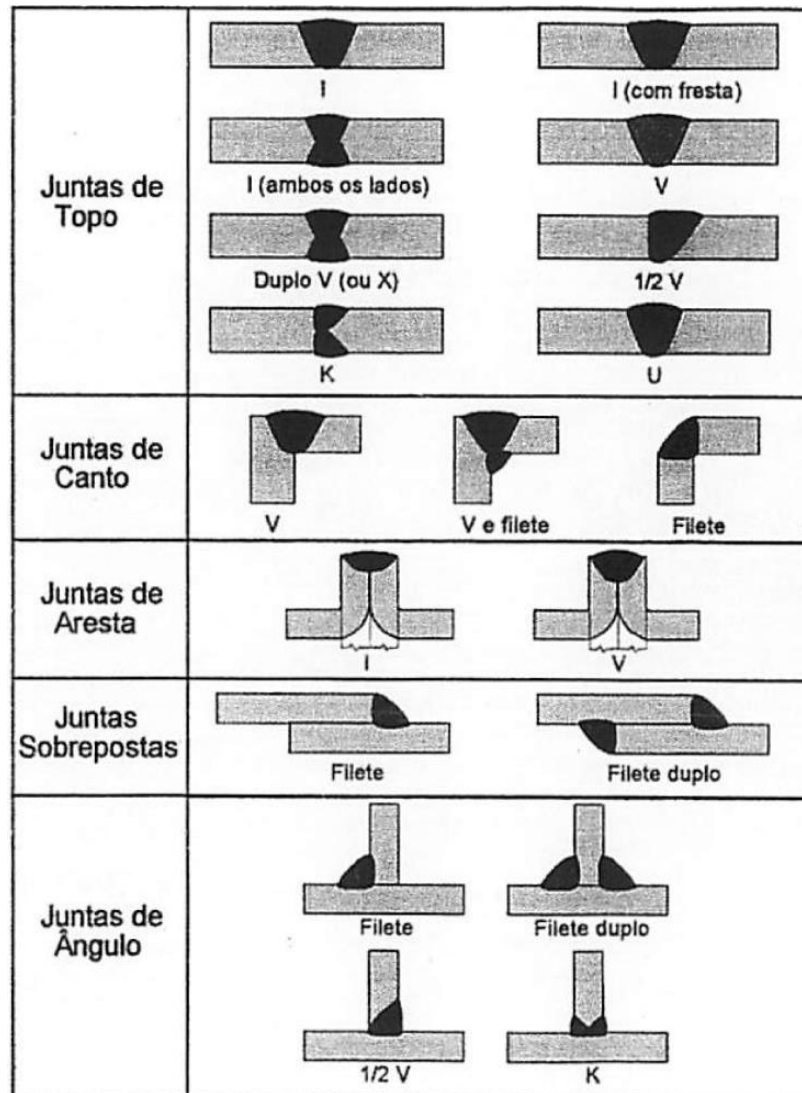 Juntas de
Topo
I
I (com fresta)
I (ambos os lados)
V
Duplo V (ou X)
1/2 V
K
U
Juntas de
Canto
V
V e filete
Filete
Juntas de
Aresta
I
V
Juntas
Sobrepostas
Filete
Filete duplo
Juntas de
Ângulo
Filete
Filete duplo
1/2 V
K